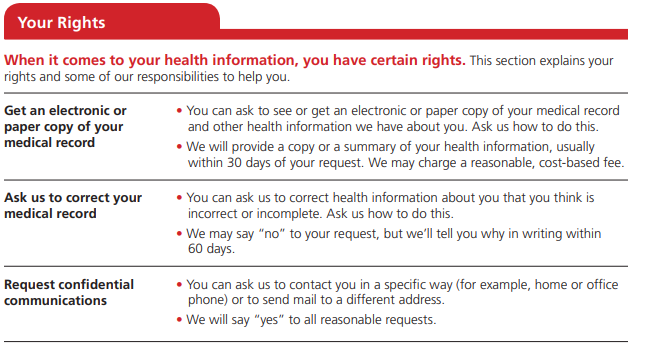 Your Rights
When it comes to your health information, you have certain rights. This section explains your
rights and some of our responsibilities to help you.
Get an electronic or
paper copy of your
medical record
• You can ask to see or get an electronic or paper copy of your medical record
and other health information we have about you. Ask us how to do this.
• We will provide a copy or a summary of your health information, usually
within 30 days of your request. We may charge a reasonable, cost-based fee.
Ask us to correct your
medical record
• You can ask us to correct health information about you that you think is
incorrect or incomplete. Ask us how to do this.
• We may say “no” to your request, but we’ll tell you why in writing within
60 days.
Request confidential
communications
• You can ask us to contact you in a specific way (for example, home or office
phone) or to send mail to a different address.
• We will say “yes” to all reasonable requests.